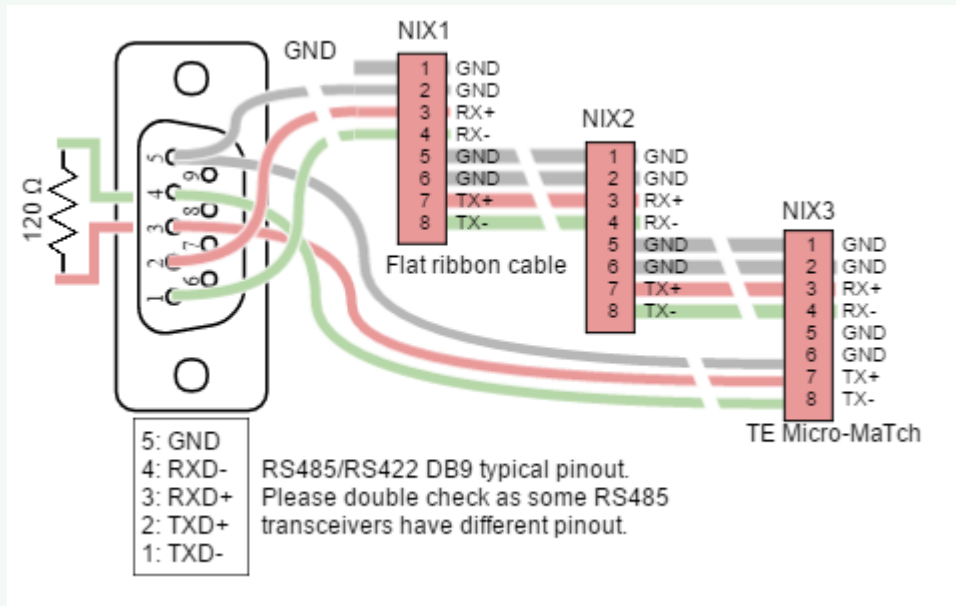 GND
NIX1
1 GND
2 GND
3 RX+
4 RX-
5 GND
6 GND
7 TX+
8 TX-
NIX2
1 GND
2 GND
3 RX+
4 RX-
5 GND
6 GND
7 TX+
8 TX-
NIX3
1 GND
2 GND
3 RX+
4 RX-
5 GND
6 GND
7 TX+
8 TX-
120 Ω
5
9
4
8
3
7
2
6
1
Flat ribbon cable
TE Micro-MaTch
5: GND
4: RXD-
3: RXD+
2: TXD+
1: TXD-
RS485/RS422 DB9 typical pinout.
Please double check as some RS485
transceivers have different pinout.